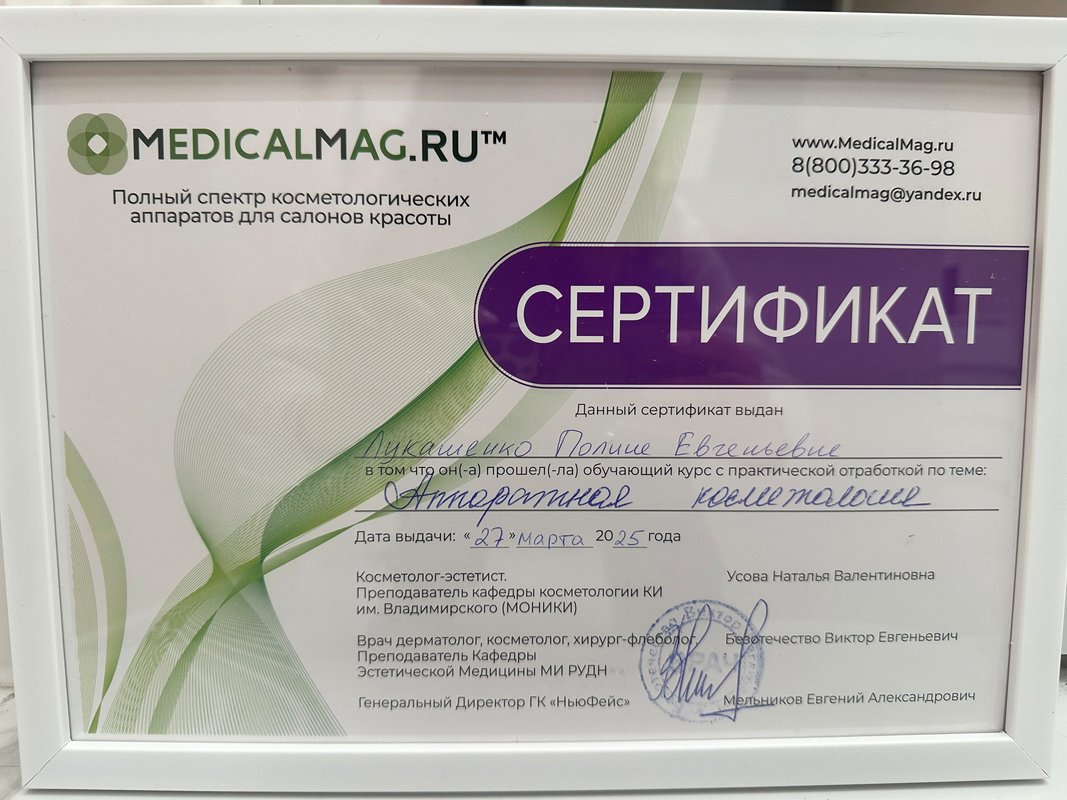 MEDICALMAG.RU™
Полный спектр косметологических
аппаратов для салонов красоты
www.MedicalMag.ru
8(800)333-36-98
medicalmag@yandex.ru
СЕРТИФИКАТ
Данный сертификат выдан
Лукашенко Полине Евгеньевне
в том что он(-а) прошел(-ла) обучающий курс с практической отработкой по теме:
Аппаратная косметология
Дата выдачи: «27» марта 2025 года
Косметолог-эстетист. Усова Наталья Валентиновна
Преподаватель кафедры косметологии КИ
им. Владимирского (МОНИКИ)
Врач дерматолог, косметолог, хирург-флеболог, Безотечество Виктор Евгеньевич
Преподаватель Кафедры
Эстетической Медицины МИ РУДН
Генеральный Директор ГК «НьюФейс» Мельников Евгений Александрович
ВРАЧ